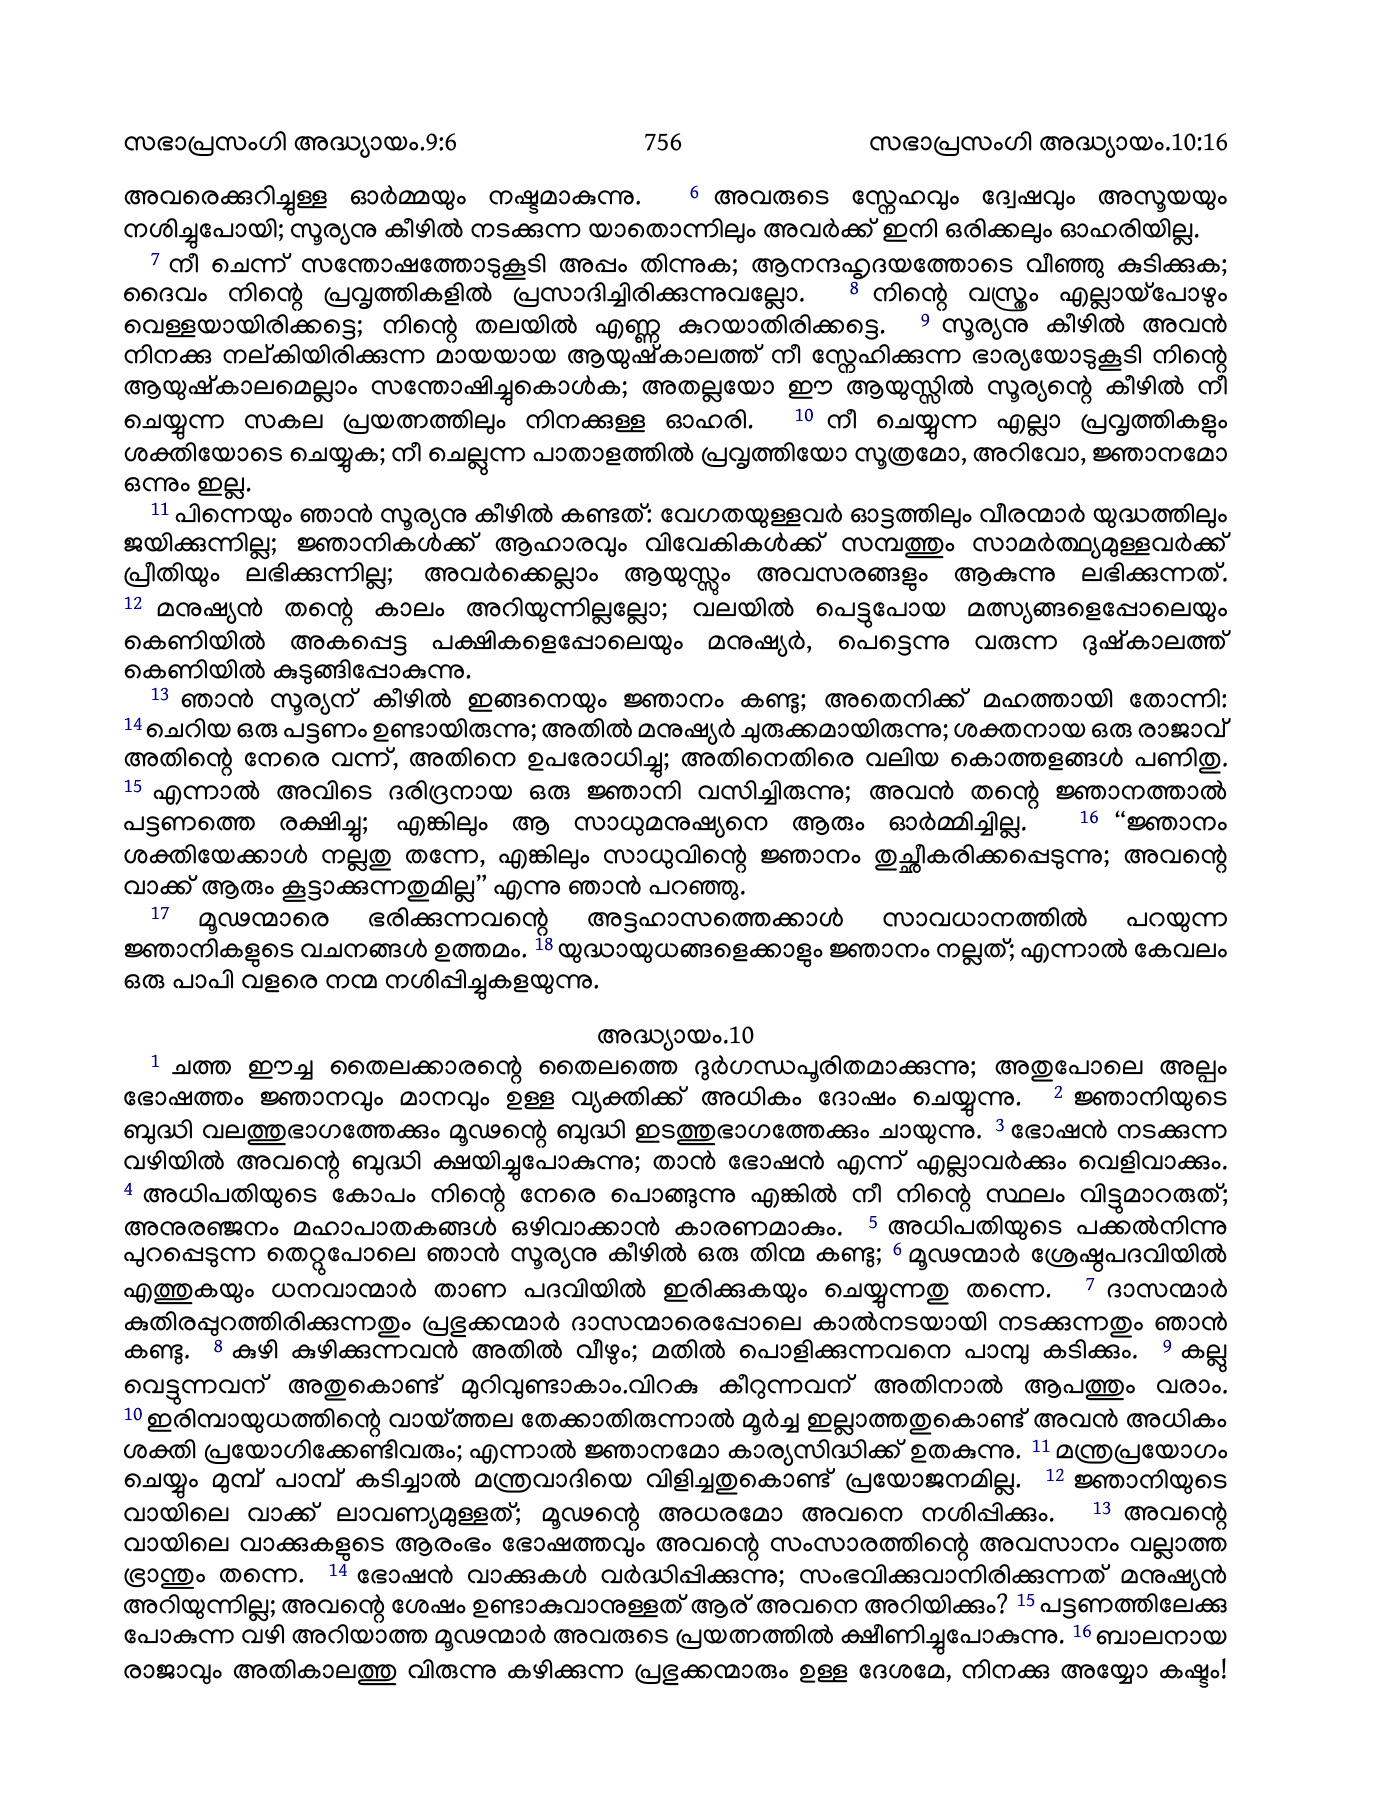 സഭാപ്രസംഗി അദ്ധ്യായം.9:6 756 സഭാപ്രസംഗി അദ്ധ്യായം.10:16
അവരെക്കുറിച്ചുള്ള ഓർമ്മയും നഷ്ടമാകുന്നു. 6 അവരുടെ സ്നേഹവും ദ്വേഷവും അസൂയയും
നശിച്ചുപോയി; സൂര്യനു കീഴിൽ നടക്കുന്ന യാതൊന്നിലും അവർക്ക് ഇനി ഒരിക്കലും ഓഹരിയില്ല.
7 നീ ചെന്ന് സന്തോഷത്തോടുകൂടി അപ്പം തിന്നുക; ആനന്ദഹൃദയത്തോടെ വീഞ്ഞു കുടിക്കുക;
ദൈവം നിന്റെ പ്രവൃത്തികളിൽ പ്രസാദിച്ചിരിക്കുന്നുവല്ലോ. 8 നിന്റെ വസ്ത്രം എല്ലായ്പോഴും
വെള്ളയായിരിക്കട്ടെ; നിന്റെ തലയിൽ എണ്ണ കുറയാതിരിക്കട്ടെ. 9 സൂര്യനു കീഴിൽ അവൻ
നിനക്കു നല്കിയിരിക്കുന്ന മായയായ ആയുഷ്കാലത്ത് നീ സ്നേഹിക്കുന്ന ഭാര്യയോടുകൂടി നിന്റെ
ആയുഷ്കാലമെല്ലാം സന്തോഷിച്ചുകൊൾക; അതല്ലയോ ഈ ആയുസ്സിൽ സൂര്യന്റെ കീഴിൽ നീ
ചെയ്യുന്ന സകല പ്രയത്നത്തിലും നിനക്കുള്ള ഓഹരി. 10 നീ ചെയ്യുന്ന എല്ലാ പ്രവൃത്തികളും
ശക്തിയോടെ ചെയ്യുക; നീ ചെല്ലുന്ന പാതാളത്തിൽ പ്രവൃത്തിയോ സൂത്രമോ, അറിവോ, ജ്ഞാനമോ
ഒന്നും ഇല്ല.
11 പിന്നെയും ഞാൻ സൂര്യനു കീഴിൽ കണ്ടത്: വേഗതയുള്ളവർ ഓട്ടത്തിലും വീരന്മാർ യുദ്ധത്തിലും
ജയിക്കുന്നില്ല; ജ്ഞാനികൾക്ക് ആഹാരവും വിവേകികൾക്ക് സമ്പത്തും സാമർത്ഥ്യമുള്ളവർക്ക്
പ്രീതിയും ലഭിക്കുന്നില്ല; അവർക്കെല്ലാം ആയുസ്സും അവസരങ്ങളും ആകുന്നു ലഭിക്കുന്നത്.
12 മനുഷ്യൻ തന്റെ കാലം അറിയുന്നില്ലല്ലോ; വലയിൽ പെട്ടുപോയ മത്സ്യങ്ങളെപ്പോലെയും
കെണിയിൽ അകപ്പെട്ട പക്ഷികളെപ്പോലെയും മനുഷ്യർ, പെട്ടെന്നു വരുന്ന ദുഷ്കാലത്ത്
കെണിയിൽ കുടുങ്ങിപ്പോകുന്നു.
13 ഞാൻ സൂര്യന് കീഴിൽ ഇങ്ങനെയും ജ്ഞാനം കണ്ടു; അതെനിക്ക് മഹത്തായി തോന്നി:
14 ചെറിയ ഒരു പട്ടണം ഉണ്ടായിരുന്നു; അതിൽ മനുഷ്യർ ചുരുക്കമായിരുന്നു; ശക്തനായ ഒരു രാജാവ്
അതിന്റെ നേരെ വന്ന്, അതിനെ ഉപരോധിച്ചു; അതിനെതിരെ വലിയ കൊത്തളങ്ങൾ പണിതു.
15 എന്നാൽ അവിടെ ദരിദ്രനായ ഒരു ജ്ഞാനി വസിച്ചിരുന്നു; അവൻ തന്റെ ജ്ഞാനത്താൽ
പട്ടണത്തെ രക്ഷിച്ചു; എങ്കിലും ആ സാധുമനുഷ്യനെ ആരും ഓർമ്മിച്ചില്ല. 16 “ജ്ഞാനം
ശക്തിയേക്കാൾ നല്ലതു തന്നേ, എങ്കിലും സാധുവിന്റെ ജ്ഞാനം തുച്ഛീകരിക്കപ്പെടുന്നു; അവന്റെ
വാക്ക് ആരും കൂട്ടാക്കുന്നതുമില്ല” എന്നു ഞാൻ പറഞ്ഞു.
17 മൂഢന്മാരെ ഭരിക്കുന്നവന്റെ അട്ടഹാസത്തെക്കാൾ സാവധാനത്തിൽ പറയുന്ന
ജ്ഞാനികളുടെ വചനങ്ങൾ ഉത്തമം. 18 യുദ്ധായുധങ്ങളെക്കാളും ജ്ഞാനം നല്ലത്; എന്നാൽ കേവലം
ഒരു പാപി വളരെ നന്മ നശിപ്പിച്ചുകളയുന്നു.
അദ്ധ്യായം.10
1 ചത്ത ഈച്ച തൈലക്കാരന്റെ തൈലത്തെ ദുർഗന്ധപൂരിതമാക്കുന്നു; അതുപോലെ അല്പം
ഭോഷത്തം ജ്ഞാനവും മാനവും ഉള്ള വ്യക്തിക്ക് അധികം ദോഷം ചെയ്യുന്നു. 2 ജ്ഞാനിയുടെ
ബുദ്ധി വലത്തുഭാഗത്തേക്കും മൂഢന്റെ ബുദ്ധി ഇടത്തുഭാഗത്തേക്കും ചായുന്നു. 3 ഭോഷൻ നടക്കുന്ന
വഴിയിൽ അവന്റെ ബുദ്ധി ക്ഷയിച്ചുപോകുന്നു; താൻ ഭോഷൻ എന്ന് എല്ലാവർക്കും വെളിവാക്കും.
4 അധിപതിയുടെ കോപം നിന്റെ നേരെ പൊങ്ങുന്നു എങ്കിൽ നീ നിന്റെ സ്ഥലം വിട്ടുമാറരുത്;
അനുരഞ്ജനം മഹാപാതകങ്ങൾ ഒഴിവാക്കാൻ കാരണമാകും. 5 അധിപതിയുടെ പക്കൽനിന്നു
പുറപ്പെടുന്ന തെറ്റുപോലെ ഞാൻ സൂര്യനു കീഴിൽ ഒരു തിന്മ കണ്ടു; 6 മൂഢന്മാർ ശ്രേഷ്ഠപദവിയിൽ
എത്തുകയും ധനവാന്മാർ താണ പദവിയിൽ ഇരിക്കുകയും ചെയ്യുന്നതു തന്നെ. 7 ദാസന്മാർ
കുതിരപ്പുറത്തിരിക്കുന്നതും പ്രഭുക്കന്മാർ ദാസന്മാരെപ്പോലെ കാൽനടയായി നടക്കുന്നതും ഞാൻ
കണ്ടു. 8 കുഴി കുഴിക്കുന്നവൻ അതിൽ വീഴും; മതിൽ പൊളിക്കുന്നവനെ പാമ്പു കടിക്കും. 9 കല്ലു
വെട്ടുന്നവന് അതുകൊണ്ട് മുറിവുണ്ടാകാം.വിറകു കീറുന്നവന് അതിനാൽ ആപത്തും വരാം.
10 ഇരിമ്പായുധത്തിന്റെ വായ്ത്തല തേക്കാതിരുന്നാൽ മൂർച്ച ഇല്ലാത്തതുകൊണ്ട് അവൻ അധികം
ശക്തി പ്രയോഗിക്കേണ്ടിവരും; എന്നാൽ ജ്ഞാനമോ കാര്യസിദ്ധിക്ക് ഉതകുന്നു. 11 മന്ത്രപ്രയോഗം
ചെയ്യും മുമ്പ് പാമ്പ് കടിച്ചാൽ മന്ത്രവാദിയെ വിളിച്ചതുകൊണ്ട് പ്രയോജനമില്ല. 12 ജ്ഞാനിയുടെ
വായിലെ വാക്ക് ലാവണ്യമുള്ളത്; മൂഢന്റെ അധരമോ അവനെ നശിപ്പിക്കും. 13 അവന്റെ
വായിലെ വാക്കുകളുടെ ആരംഭം ഭോഷത്തവും അവന്റെ സംസാരത്തിന്റെ അവസാനം വല്ലാത്ത
ഭ്രാന്തും തന്നെ. 14 ഭോഷൻ വാക്കുകൾ വർദ്ധിപ്പിക്കുന്നു; സംഭവിക്കുവാനിരിക്കുന്നത് മനുഷ്യൻ
അറിയുന്നില്ല; അവന്റെ ശേഷം ഉണ്ടാകുവാനുള്ളത് ആര് അവനെ അറിയിക്കും? 15 പട്ടണത്തിലേക്കു
പോകുന്ന വഴി അറിയാത്ത മൂഢന്മാർ അവരുടെ പ്രയത്നത്തിൽ ക്ഷീണിച്ചുപോകുന്നു. 16 ബാലനായ
രാജാവും അതികാലത്തു വിരുന്നു കഴിക്കുന്ന പ്രഭുക്കന്മാരും ഉള്ള ദേശമേ, നിനക്കു അയ്യോ കഷ്ടം!